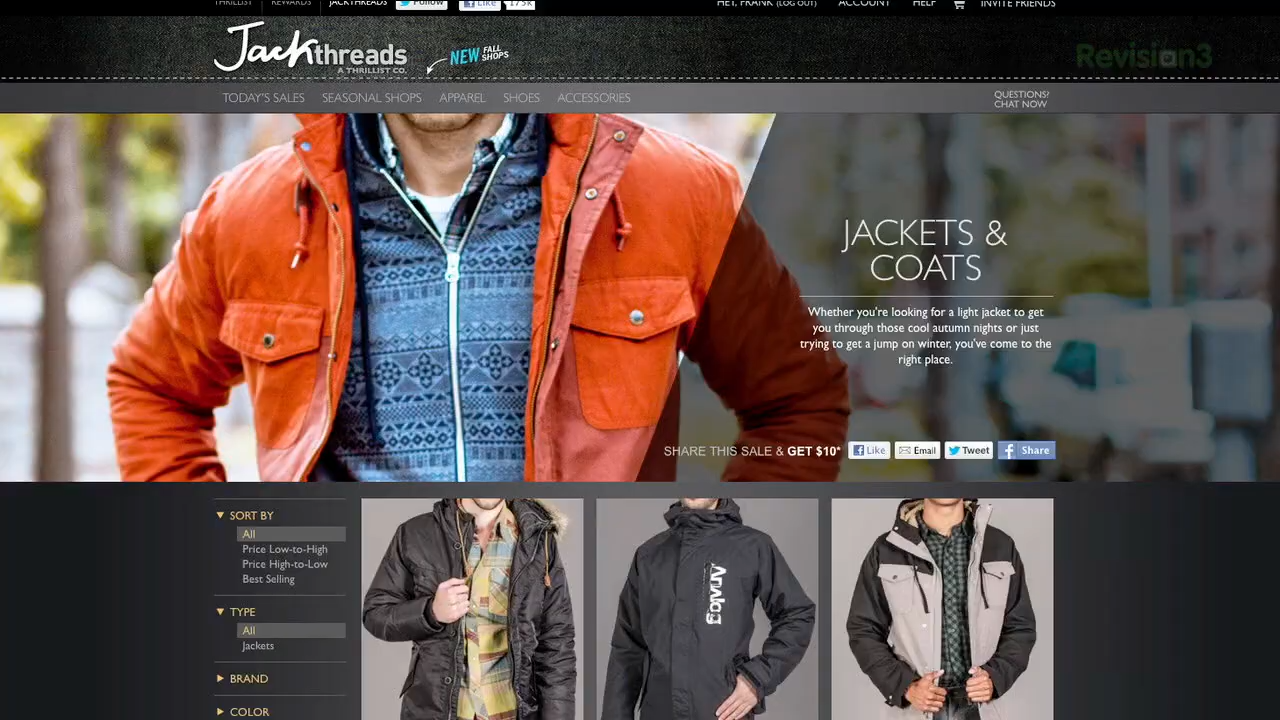 THRILLIST REWARDS JACKTHREADS Follow Like 175k HEY, FRANK (LOG OUT) ACCOUNT HELP INVITE FRIENDS
Jackthreads
A THRILLIST CO.
NEW FALL SHOPS
Revision3
TODAY'S SALES SEASONAL SHOPS APPAREL SHOES ACCESSORIES
QUESTIONS?
CHAT NOW
JACKETS &
COATS
Whether you're looking for a light jacket to get
you through those cool autumn nights or just
trying to get a jump on winter, you've come to the
right place.
SHARE THIS SALE & GET $10* Like Email Tweet Share
SORT BY
All
Price Low-to-High
Price High-to-Low
Best Selling
TYPE
All
Jackets
BRAND
COLOR